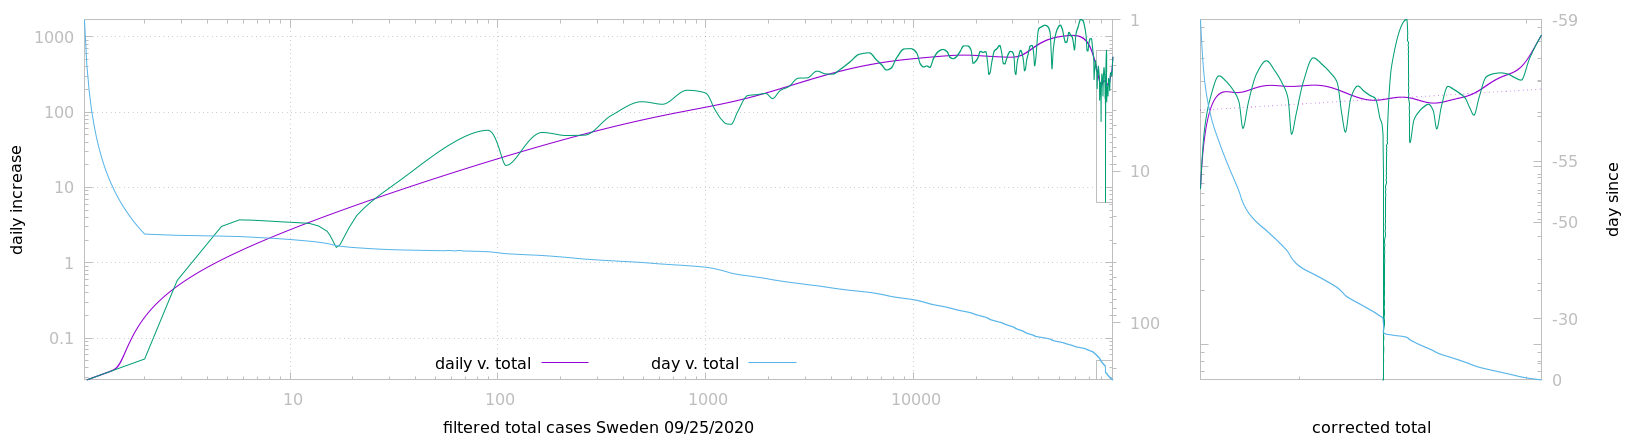 1000
100
10
1
0.1
daily increase
10
100
1000
10000
filtered total cases Sweden 09/25/2020
daily v. total
day v. total
1
10
100
-59
-55
-50
-30
0
day since
corrected total